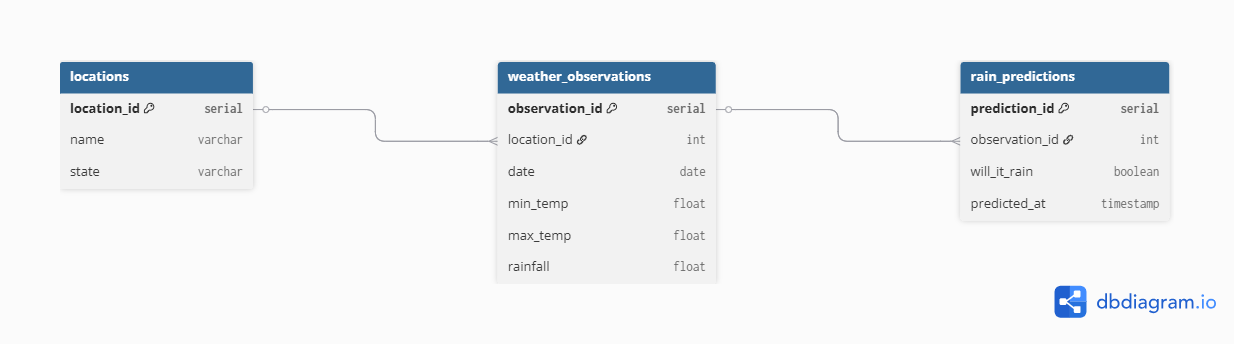 locations
location_id serial
name varchar
state varchar
weather_observations
observation_id serial
location_id int
date date
min_temp float
max_temp float
rainfall float
rain_predictions
prediction_id serial
observation_id int
will_it_rain boolean
predicted_at timestamp
dbdiagram.io